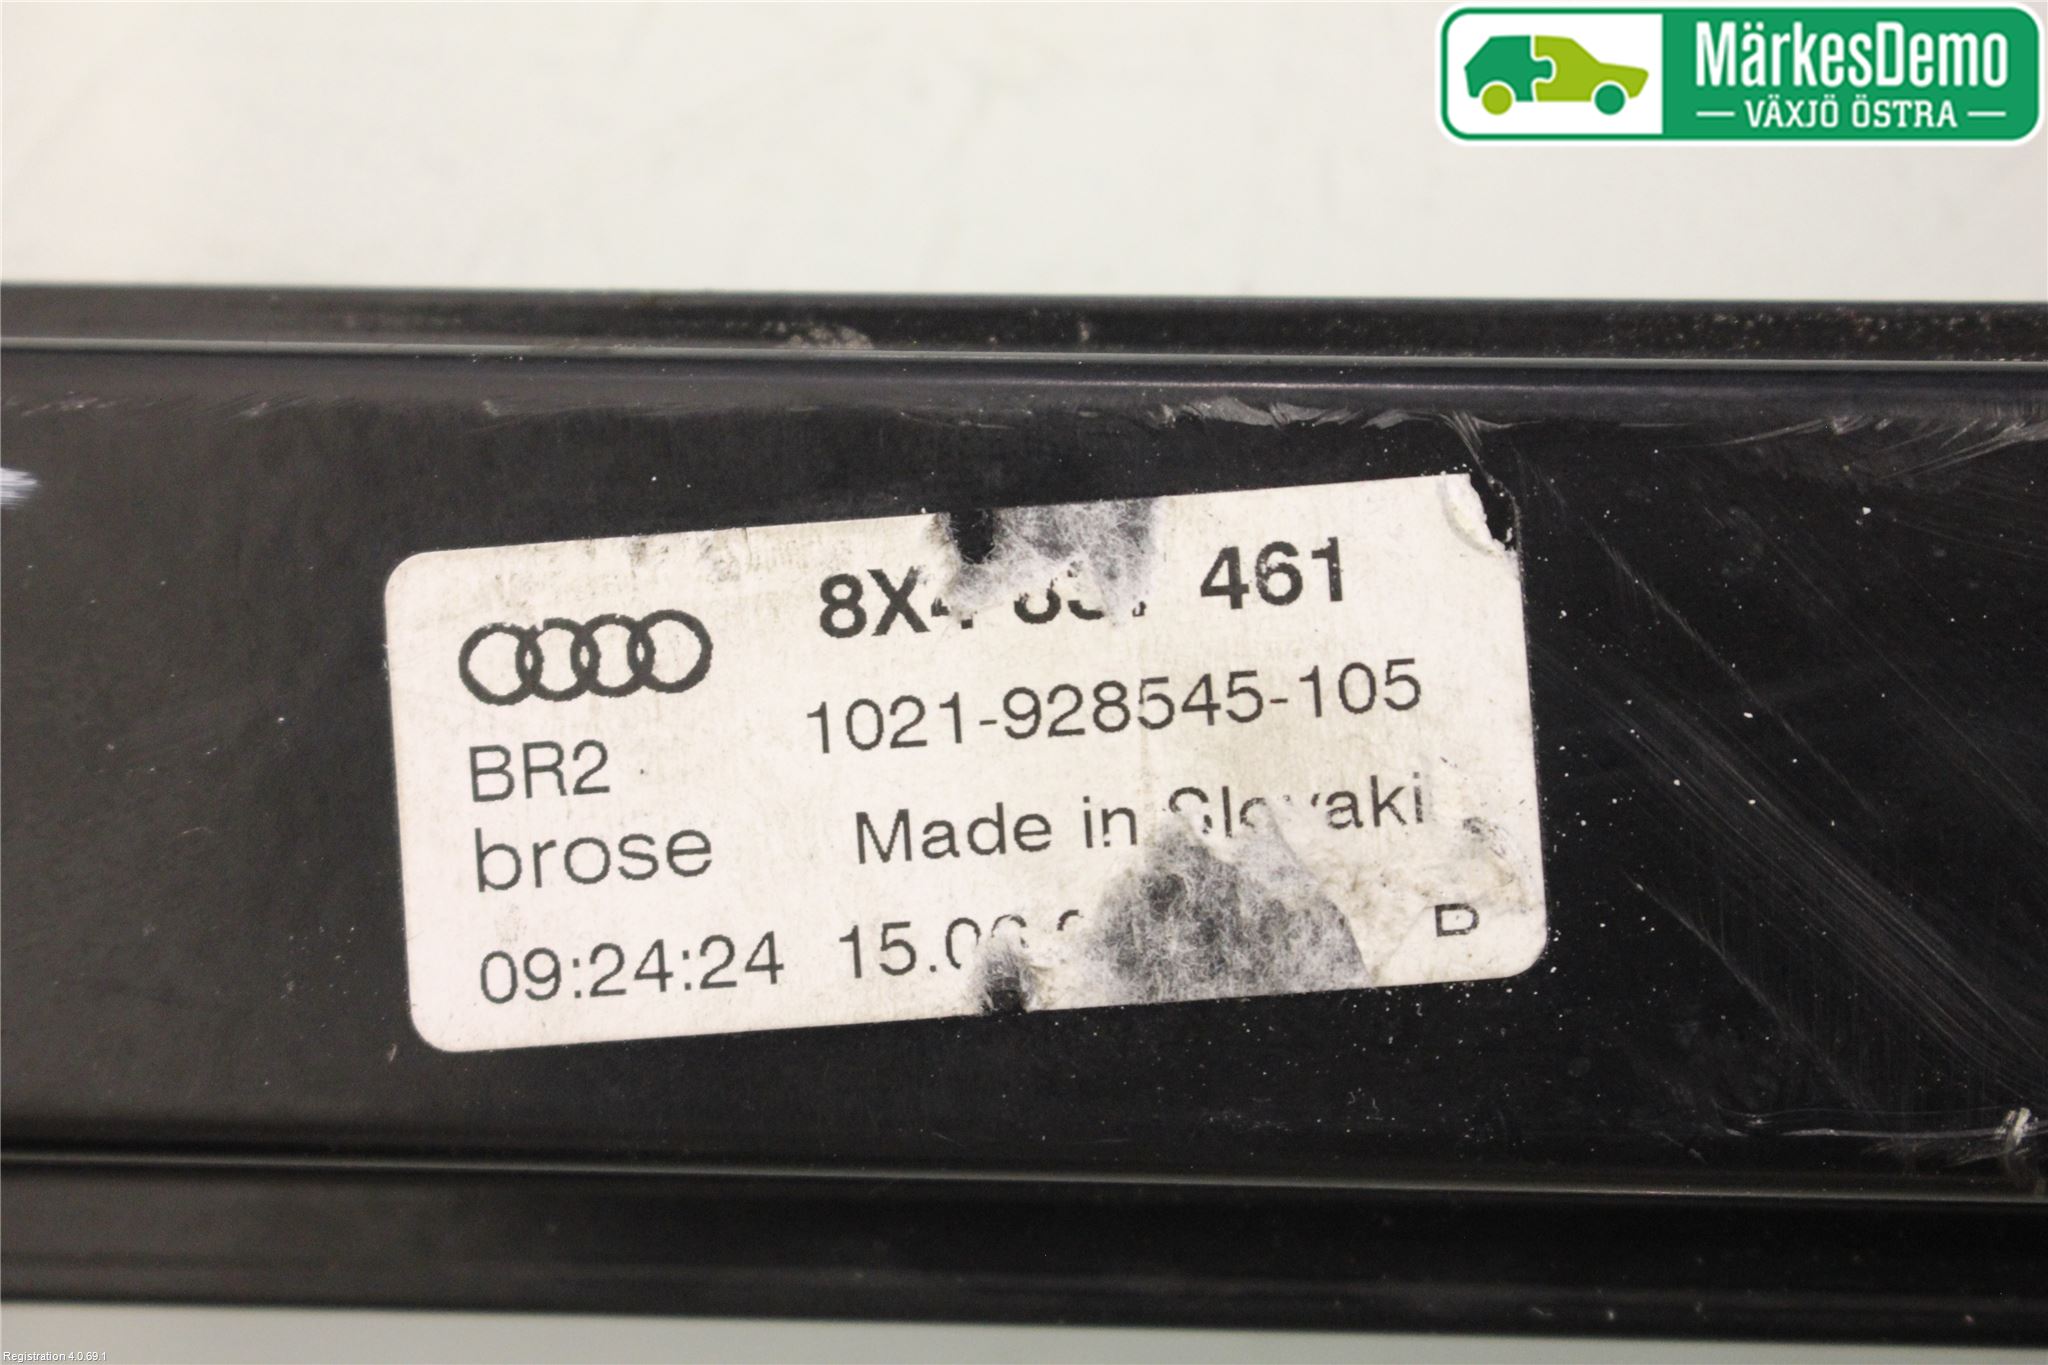 MärkesDemo
VÄXJÖ ÖSTRA
461
1021-928545-105
BR2
brose
Made in
09:24:24
Registration 4.0.69.1